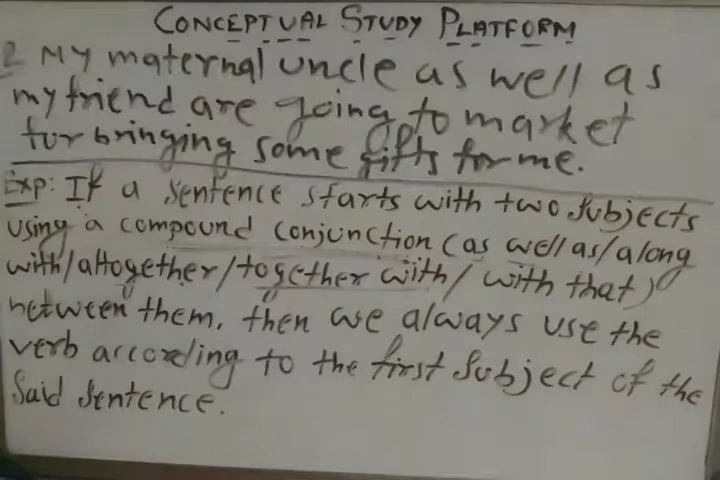 CONCEPTUAL STUDY PLATFORM
2 My maternal uncle as well as
my friend are going to market
for bringing some gifts for me.
Exp: If a sentence starts with two subjects
using a compound conjunction (as well as/along
with/altogether/together with/with that)
between them, then we always use the
verb according to the first subject of the
said sentence.